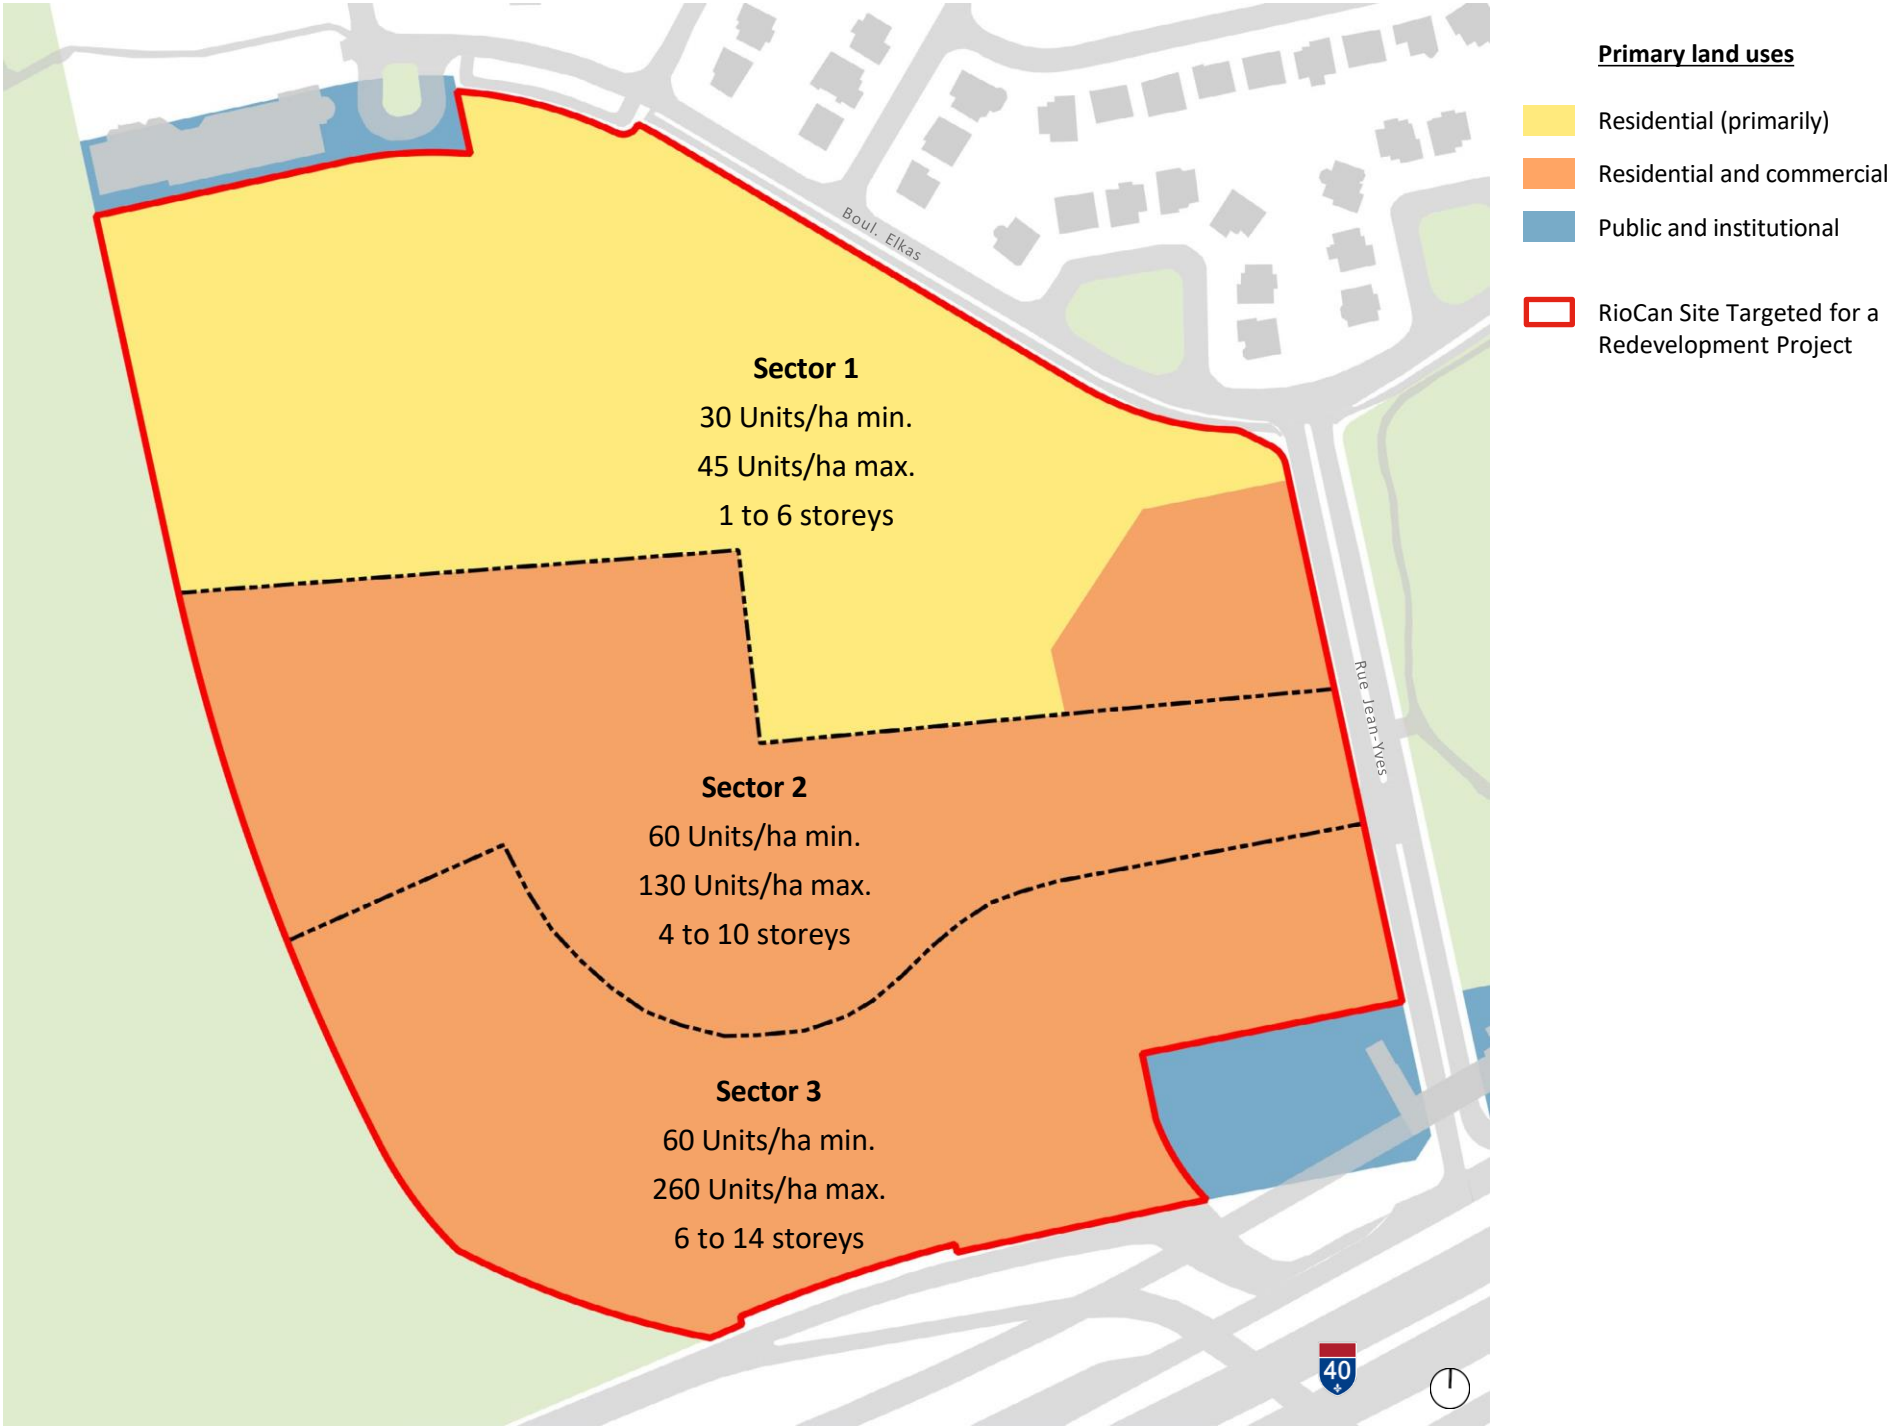 Primary land uses
Residential (primarily)
Residential and commercial
Public and institutional
RioCan Site Targeted for a
Redevelopment Project
Boul. Elkas
Sector 1
30 Units/ha min.
45 Units/ha max.
1 to 6 storeys
Rue Jean-Yves
Sector 2
60 Units/ha min.
130 Units/ha max.
4 to 10 storeys
Sector 3
60 Units/ha min.
260 Units/ha max.
6 to 14 storeys
40